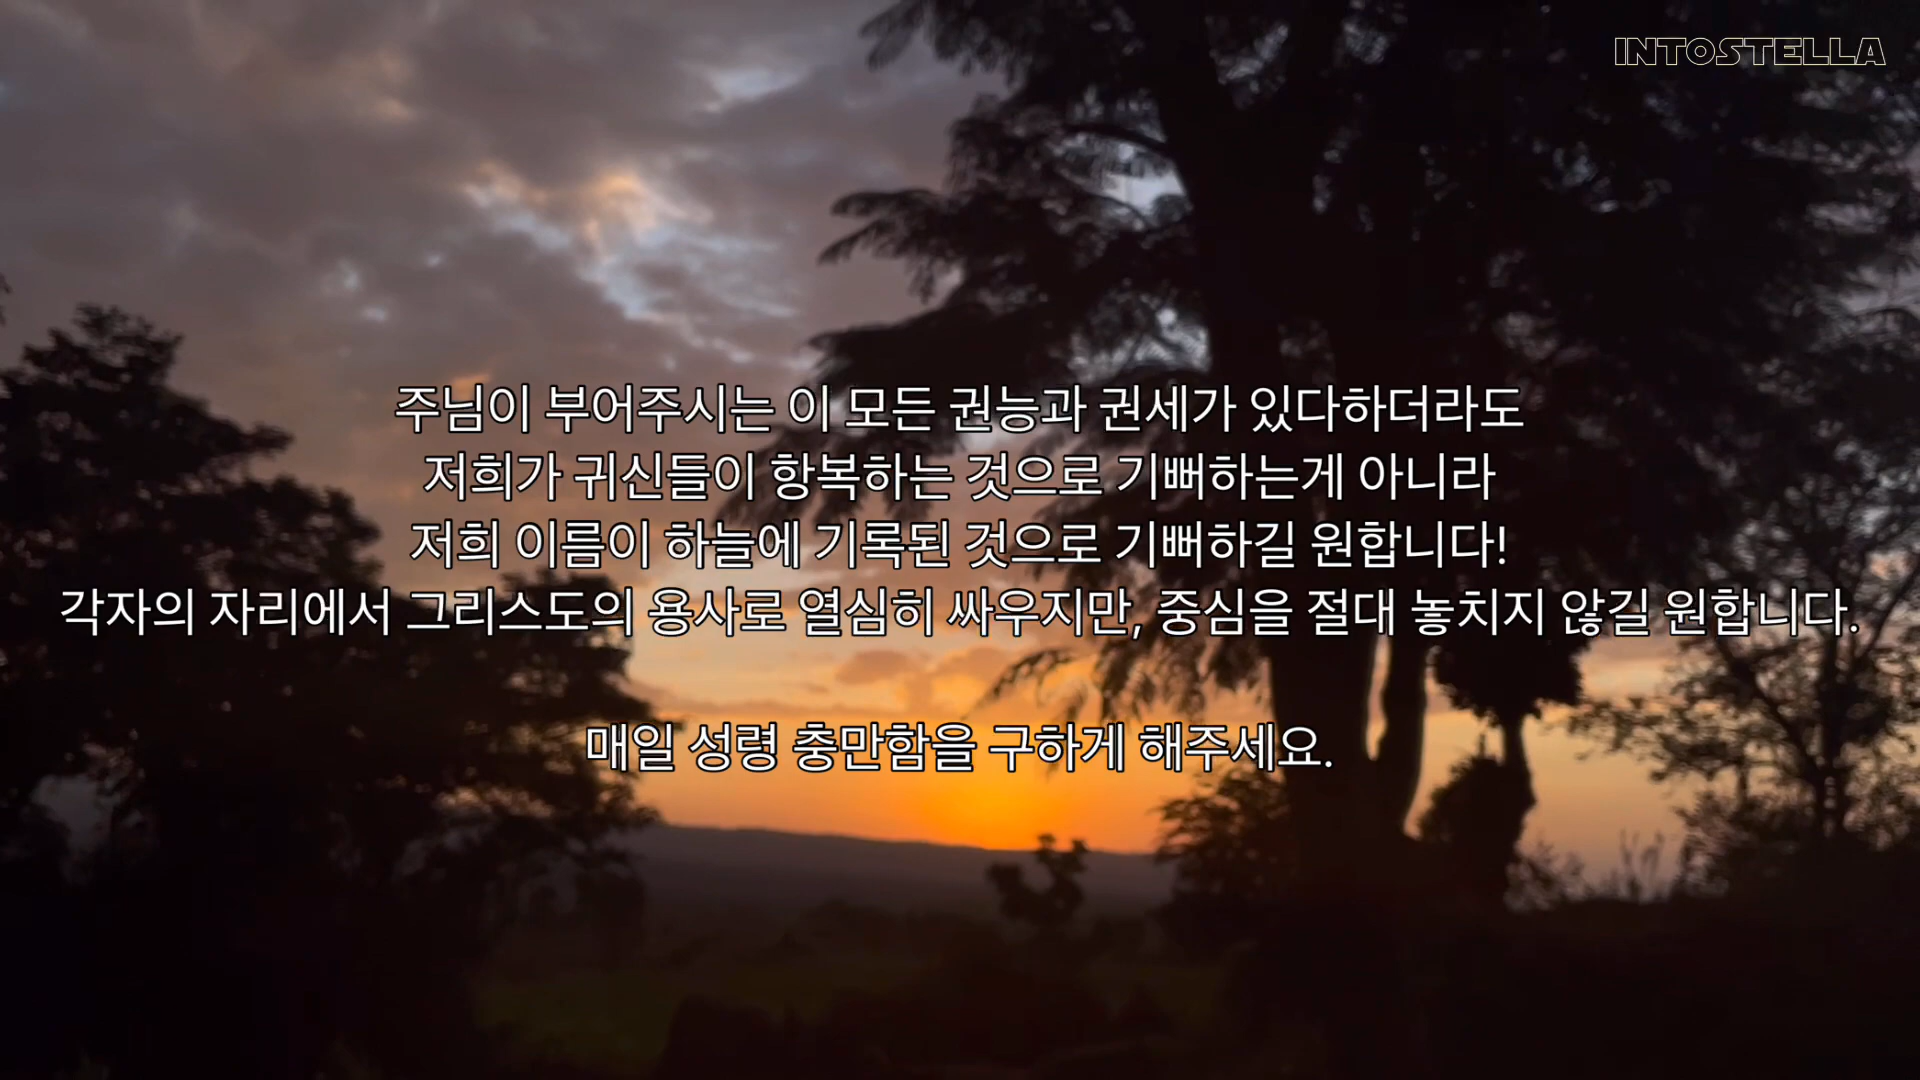 INTOSTELLA
주님이 부어주시는 이 모든 권능과 권세가 있다하더라도
저희가 귀신들이 항복하는 것으로 기뻐하는게 아니라
저희 이름이 하늘에 기록된 것으로 기뻐하길 원합니다!
각자의 자리에서 그리스도의 용사로 열심히 싸우지만, 중심을 절대 놓치지 않길 원합니다.
매일 성령 충만함을 구하게 해주세요.